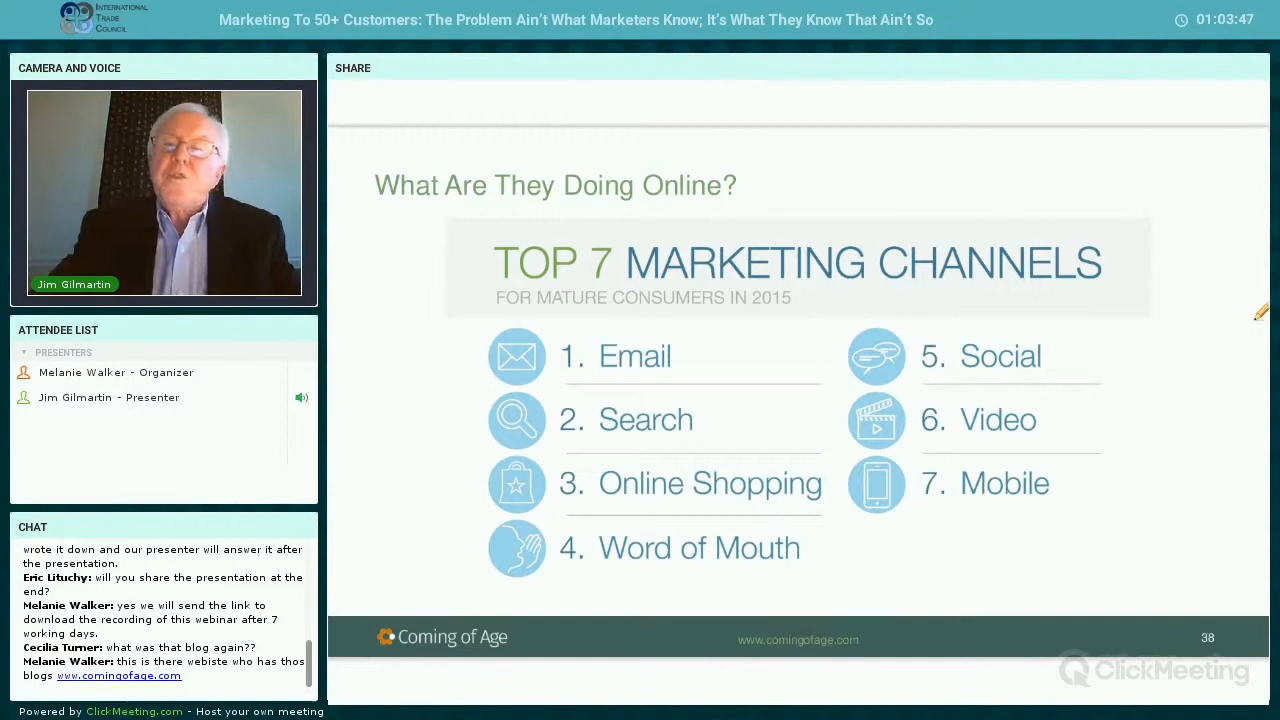 INTERNATIONAL
TRADE
COUNCIL
Marketing To 50+ Customers: The Problem Ain't What Marketers Know; It's What They Know That Ain't So
01:03:47
CAMERA AND VOICE
Jim Gilmartin
ATTENDEE LIST
PRESENTERS
Melanie Walker - Organizer
Jim Gilmartin - Presenter
CHAT
wrote it down and our presenter will answer it after
the presentation.
Eric Lituchy: will you share the presentation at the
end?
Melanie Walker: yes we will send the link to
download the recording of this webinar after 7
working days.
Cecilia Turner: what was that blog again??
Melanie Walker: this is there webiste who has thos
blogs www.comingofage.com
Powered by ClickMeeting.com - Host your own meeting
SHARE
What Are They Doing Online?
TOP 7 MARKETING CHANNELS
FOR MATURE CONSUMERS IN 2015
1. Email
2. Search
3. Online Shopping
4. Word of Mouth
5. Social
6. Video
7. Mobile
Coming of Age
www.comingofage.com
38
ClickMeeting